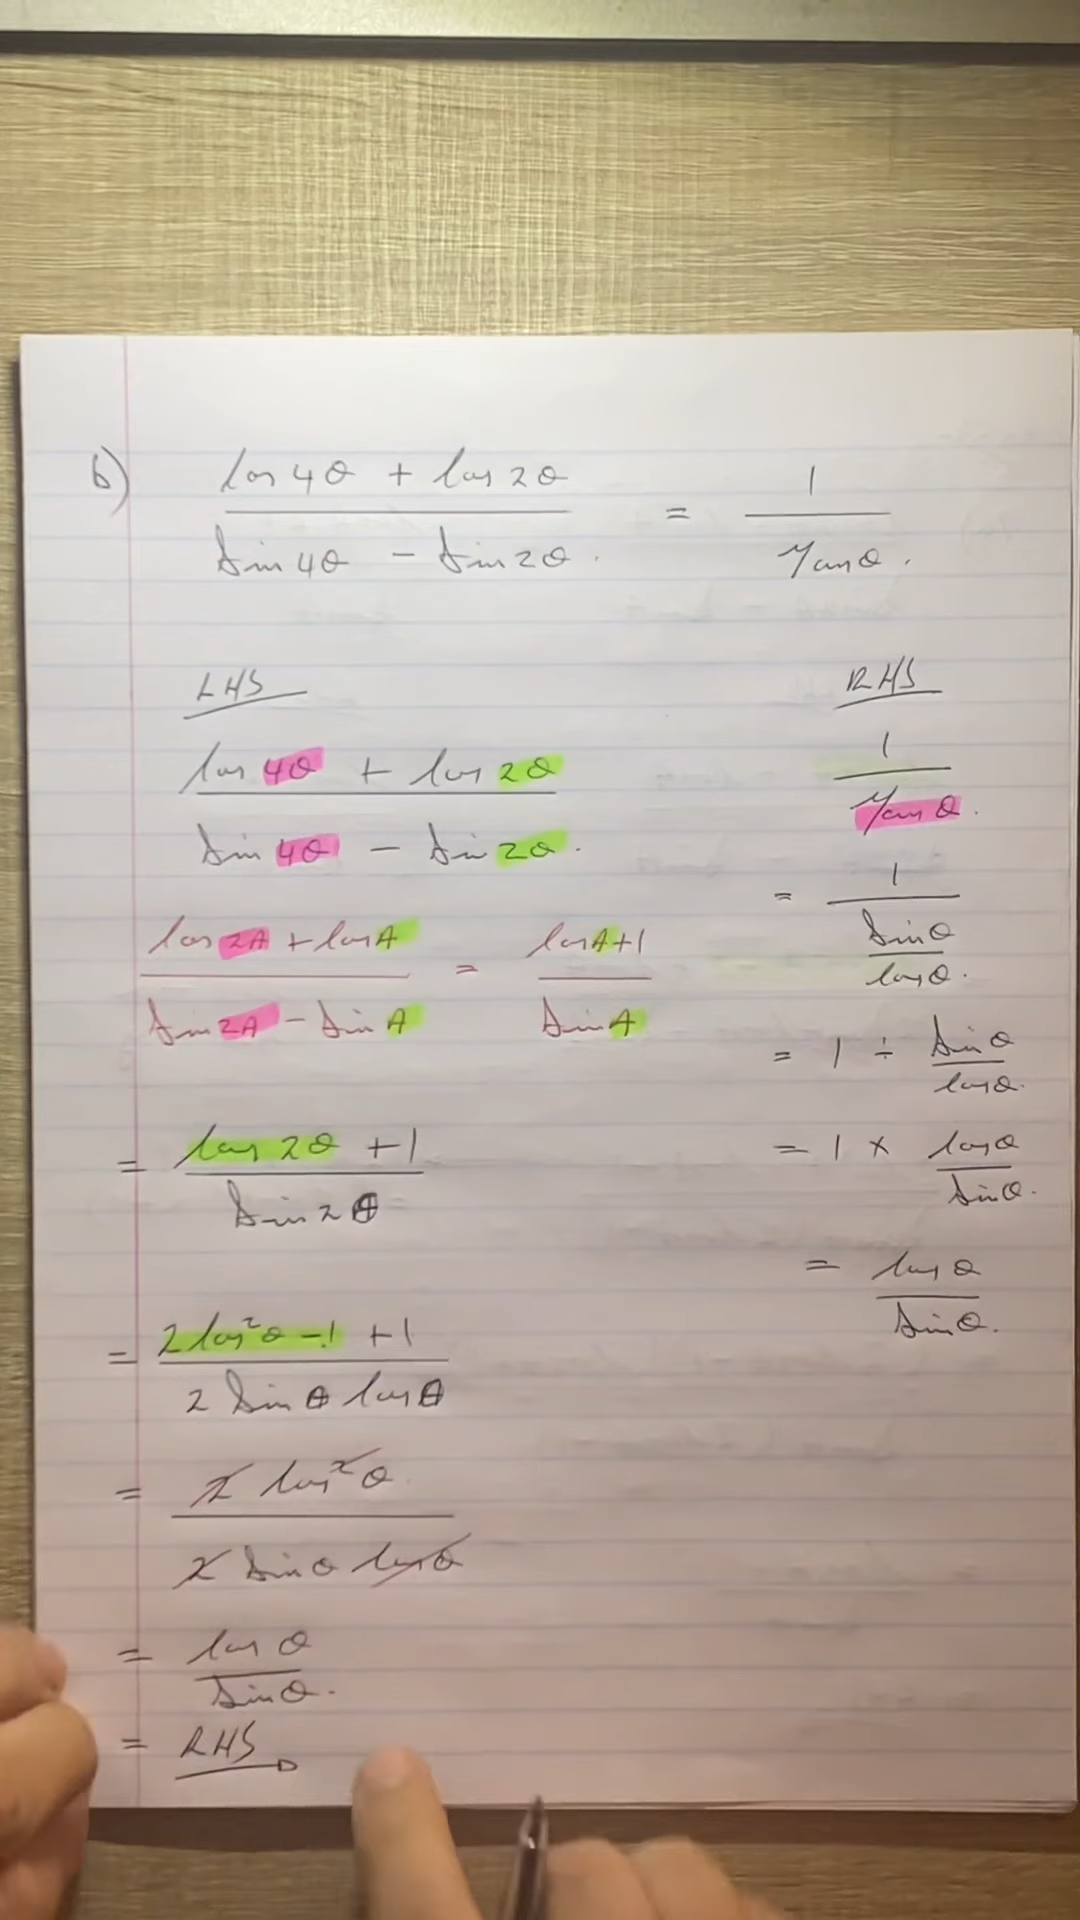 b) cos 4θ + cos 2θ / sin 4θ - sin 2θ. = 1 / Tan θ.
LHS
cos 4θ + cos 2θ / sin 4θ - sin 2θ.
cos 2A + cos A / sin 2A - sin A = cos A + 1 / sin A
= cos 2θ + 1 / sin 2θ
= 2 cos²θ - 1 + 1 / 2 sin θ cos θ
= 2 cos²θ / 2 sin θ cos θ
= cos θ / sin θ.
= RHS
RHS
1 / Tan θ.
= 1 / sin θ / cos θ.
= 1 ÷ sin θ / cos θ.
= 1 × cos θ / sin θ.
= cos θ / sin θ.